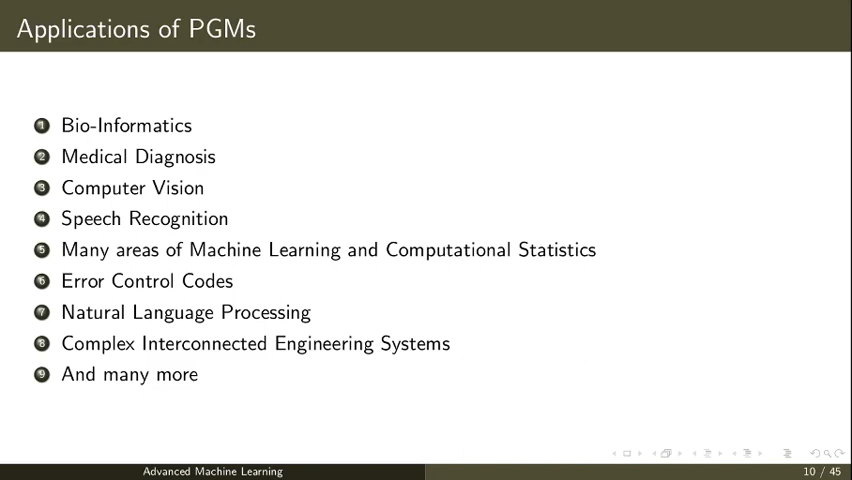 Applications of PGMs
1 Bio-Informatics
2 Medical Diagnosis
3 Computer Vision
4 Speech Recognition
5 Many areas of Machine Learning and Computational Statistics
6 Error Control Codes
7 Natural Language Processing
8 Complex Interconnected Engineering Systems
9 And many more
Advanced Machine Learning
10 / 45